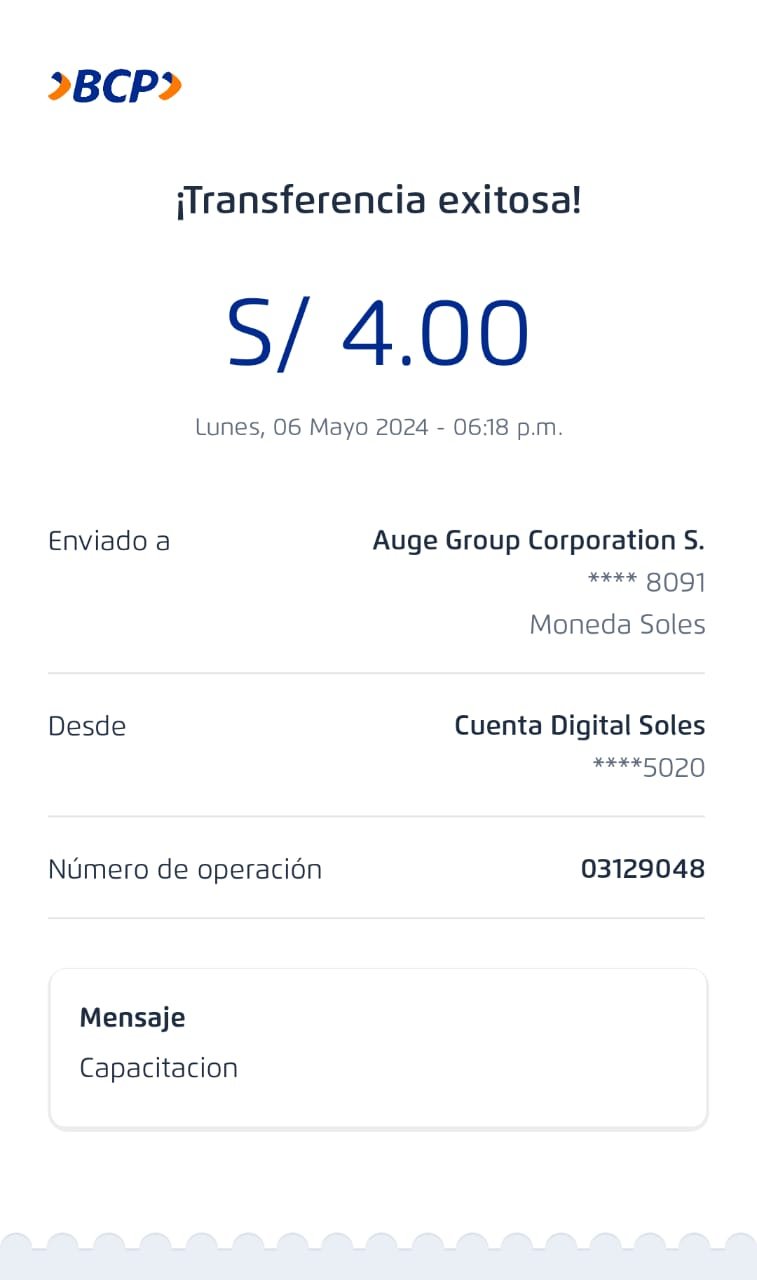 BCP
¡Transferencia exitosa!
S/ 4.00
Lunes, 06 Mayo 2024 - 06:18 p.m.
Enviado a
Auge Group Corporation S.
**** 8091
Moneda Soles
Desde
Cuenta Digital Soles
****5020
Número de operación
03129048
Mensaje
Capacitacion